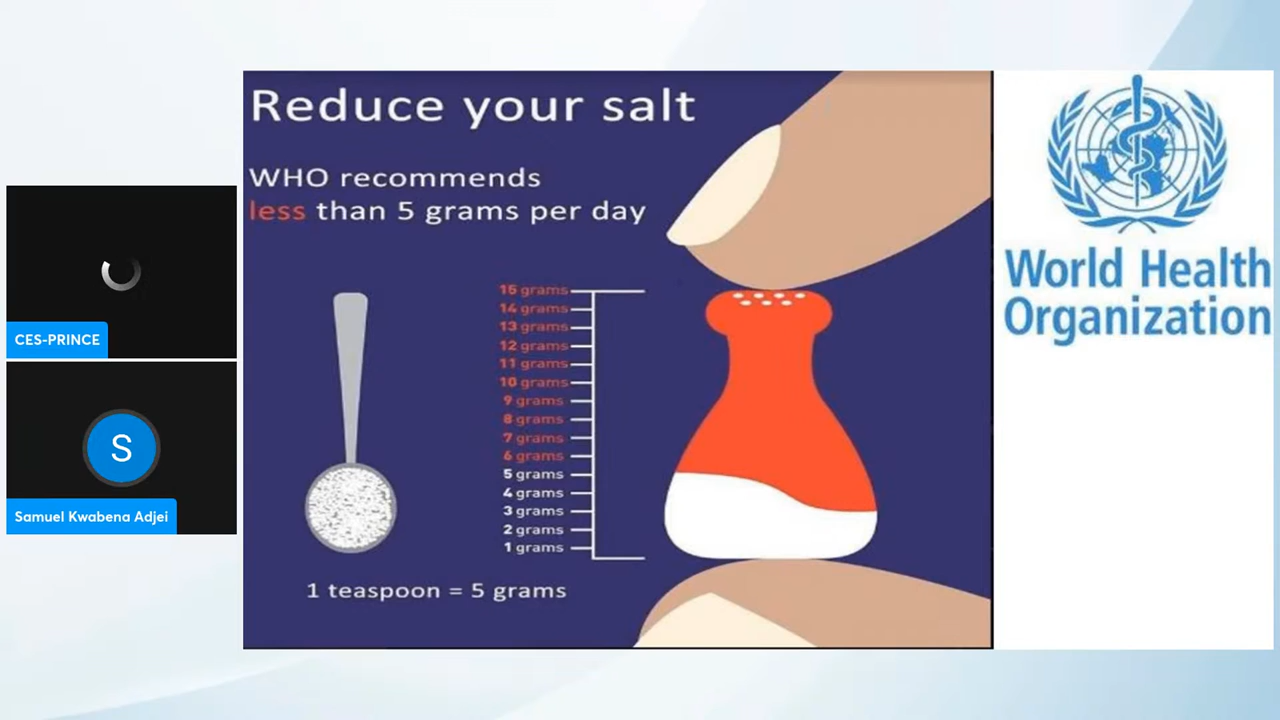 Reduce your salt
WHO recommends
less than 5 grams per day
15 grams
14 grams
13 grams
12 grams
11 grams
10 grams
9 grams
8 grams
7 grams
6 grams
5 grams
4 grams
3 grams
2 grams
1 grams
1 teaspoon = 5 grams
World Health
Organization
CES-PRINCE
S
Samuel Kwabena Adjei